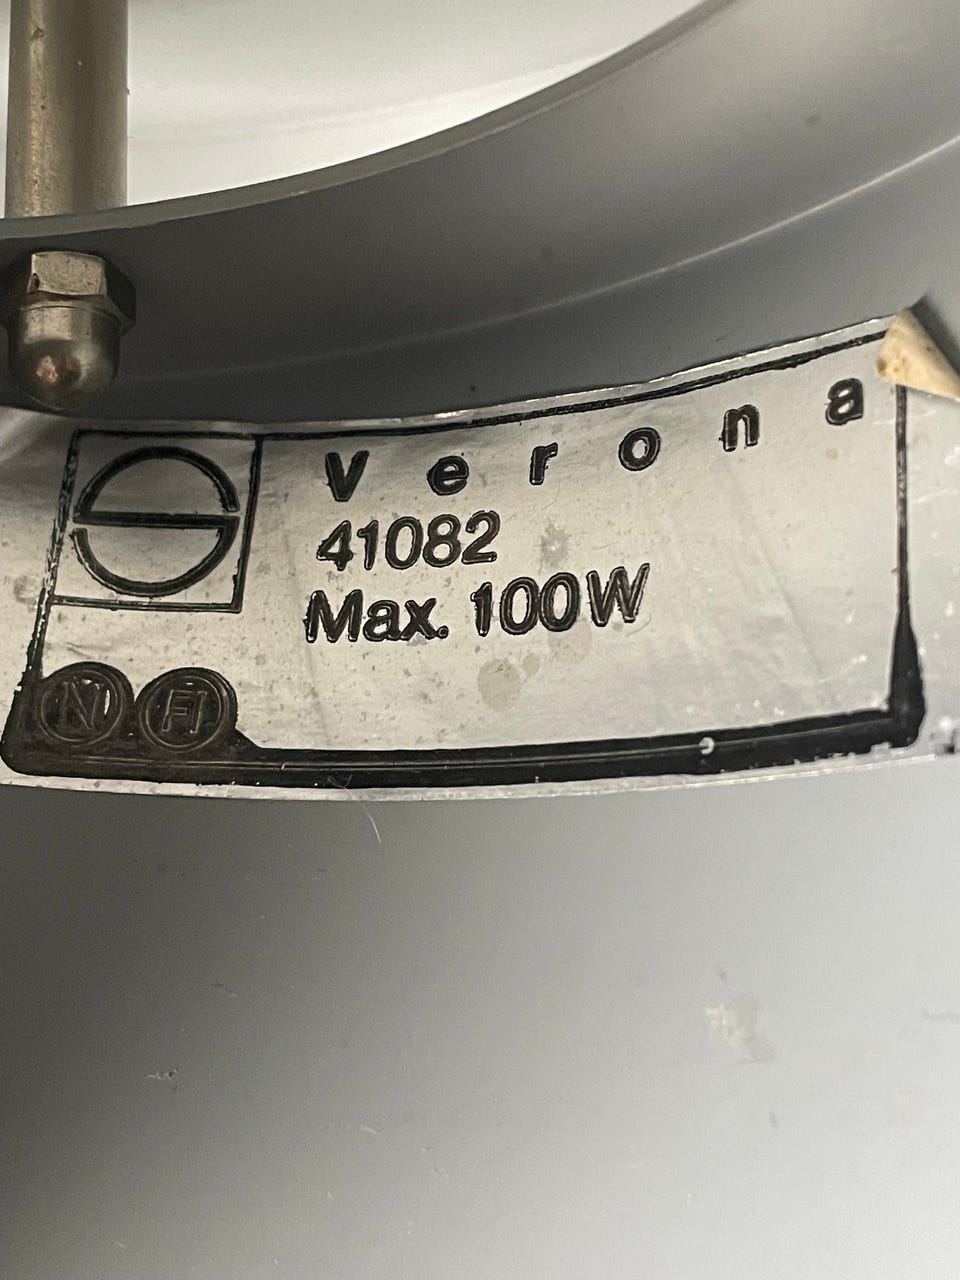 S
Verona
41082
Max. 100W
N FI